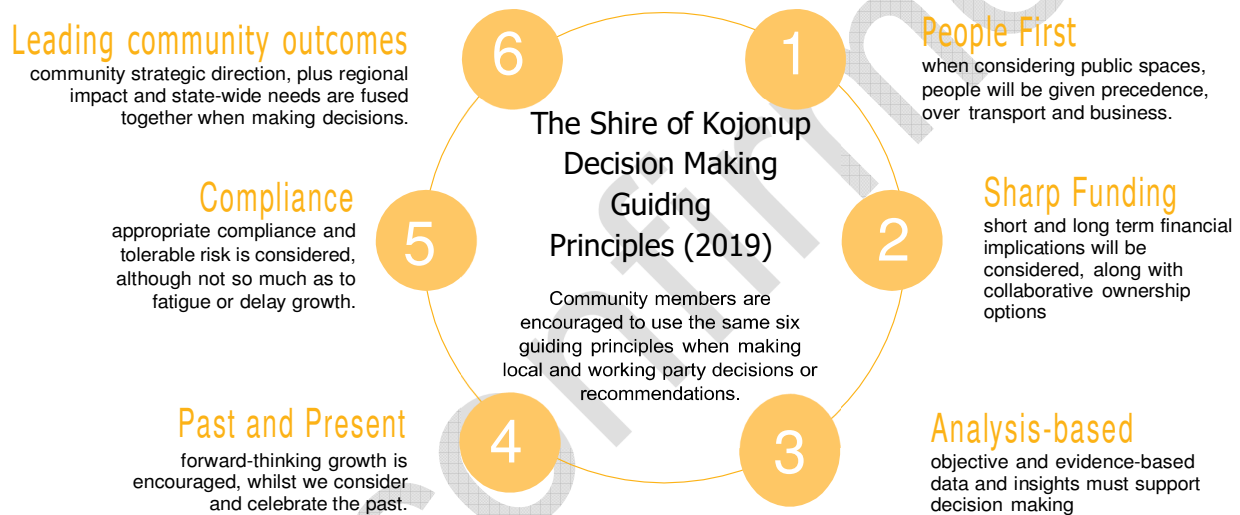 6
Leading community outcomes
community strategic direction, plus regional
impact and state-wide needs are fused
together when making decisions.
1
People First
when considering public spaces,
people will be given precedence,
over transport and business.
The Shire of Kojonup
Decision Making
Guiding
Principles (2019)
Community members are
encouraged to use the same six
guiding principles when making
local and working party decisions or
recommendations.
5
Compliance
appropriate compliance and
tolerable risk is considered,
although not so much as to
fatigue or delay growth.
2
Sharp Funding
short and long term financial
implications will be
considered, along with
collaborative ownership
options
4
Past and Present
forward-thinking growth is
encouraged, whilst we consider
and celebrate the past.
3
Analysis-based
objective and evidence-based
data and insights must support
decision making